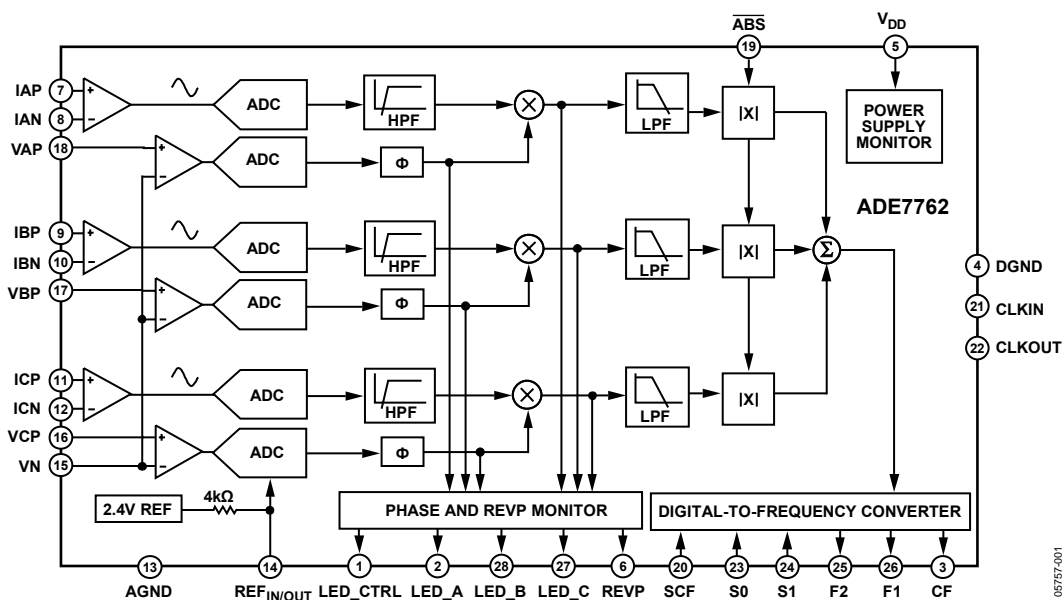 ABS
VDD
19
5
IAP 7 +
IAN 8 −
ADC
HPF
×
LPF
|X|
POWER
SUPPLY
MONITOR
VAP 18 +
−
ADC
Φ
ADE7762
IBP 9 +
IBN 10 −
ADC
HPF
×
LPF
|X|
Σ
4 DGND
VBP 17 +
−
ADC
Φ
21 CLKIN
22 CLKOUT
ICP 11 +
ICN 12 −
ADC
HPF
×
LPF
|X|
VCP 16 +
VN 15 −
ADC
Φ
2.4V REF
4kΩ
PHASE AND REVP MONITOR
DIGITAL-TO-FREQUENCY CONVERTER
13 14 1 2 28 27 6 20 23 24 25 26 3
AGND REFIN/OUT LED_CTRL LED_A LED_B LED_C REVP SCF S0 S1 F2 F1 CF
05757-001